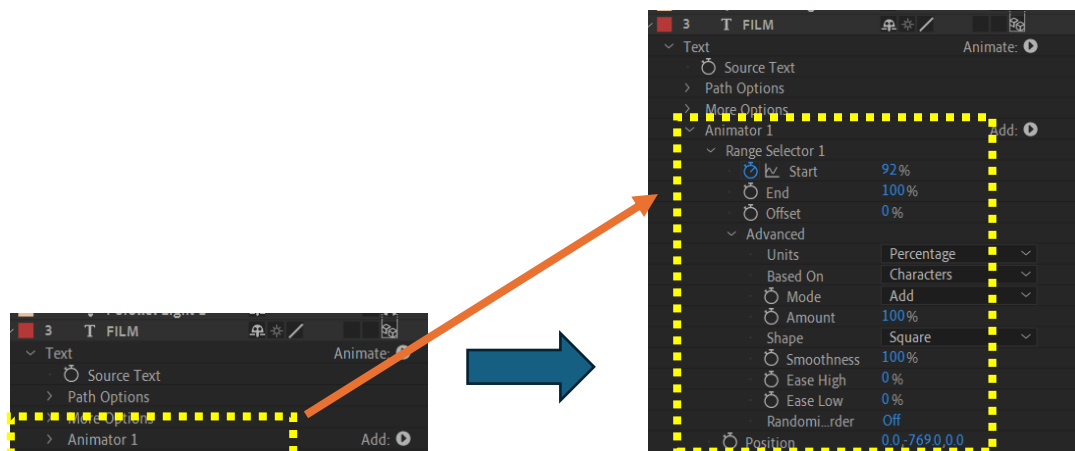 3 T FILM
Text Animate:
Source Text
Path Options
More Options
Animator 1 Add:
3 T FILM
Text Animate:
Source Text
Path Options
More Options
Animator 1 Add:
Range Selector 1
Start 92%
End 100%
Offset 0%
Advanced
Units Percentage
Based On Characters
Mode Add
Amount 100%
Shape Square
Smoothness 100%
Ease High 0%
Ease Low 0%
Randomi...rder Off
Position 0.0,-769.0,0.0